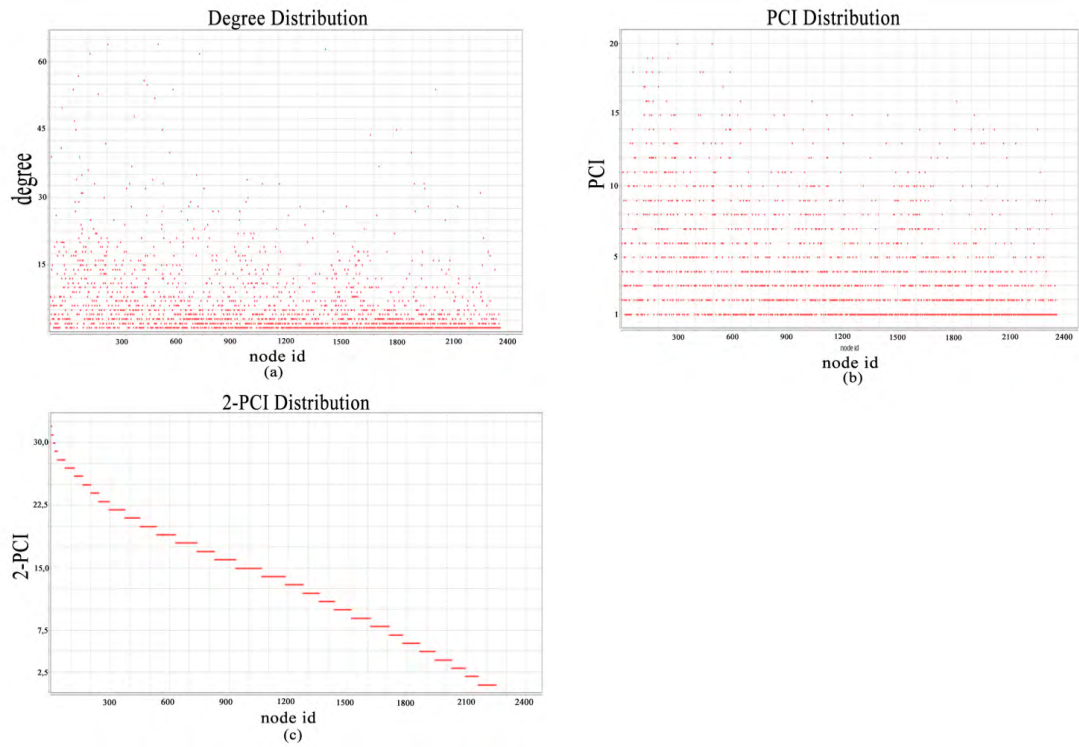 Degree Distribution
60
45
30
15
degree
300 600 900 1200 1500 1800 2100 2400
node id
(a)
PCI Distribution
20
15
10
5
1
PCI
300 600 900 1200 1500 1800 2100 2400
node id
node id
(b)
2-PCI Distribution
30,0
22,5
15,0
7,5
2,5
2-PCI
300 600 900 1200 1500 1800 2100 2400
node id
(c)